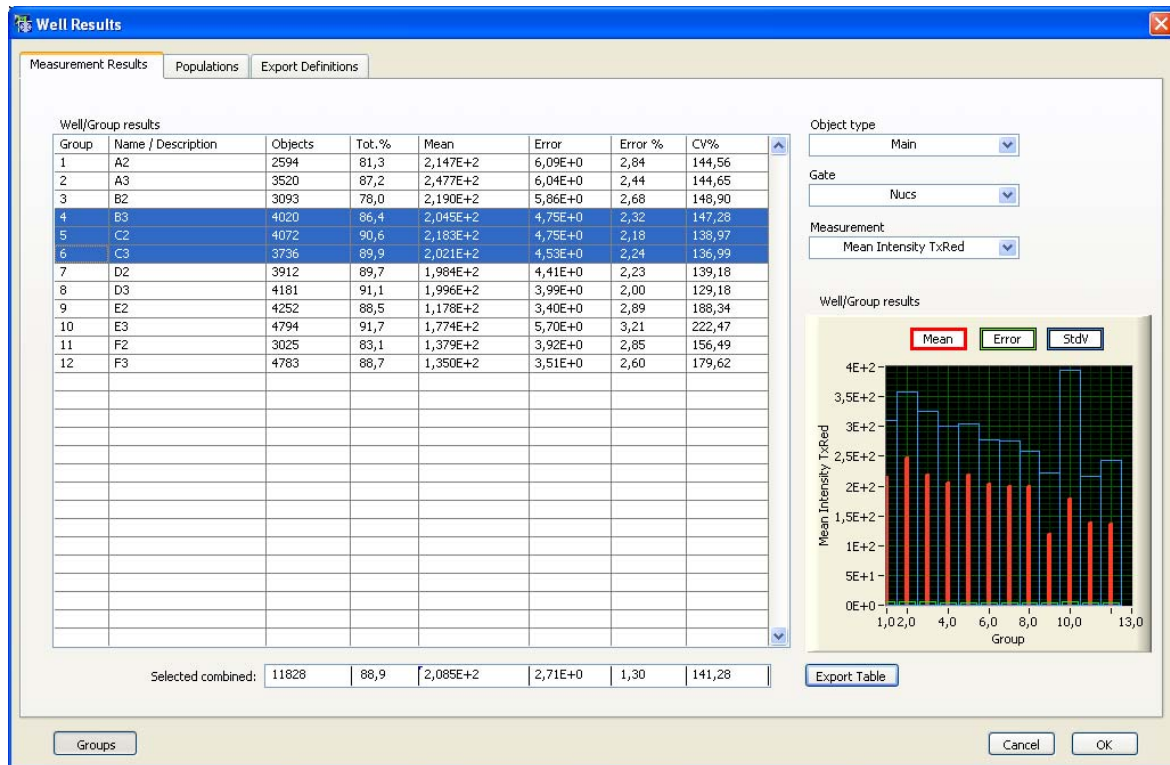 Well Results
Measurement Results Populations Export Definitions
Well/Group results
Group Name / Description Objects Tot.% Mean Error Error % CV%
1 A2 2594 81,3 2,147E+2 6,09E+0 2,84 144,56
2 A3 3520 87,2 2,477E+2 6,04E+0 2,44 144,65
3 B2 3093 78,0 2,190E+2 5,86E+0 2,68 148,90
4 B3 4020 86,4 2,045E+2 4,75E+0 2,32 147,28
5 C2 4072 90,6 2,183E+2 4,75E+0 2,18 138,97
6 C3 3736 89,9 2,021E+2 4,53E+0 2,24 136,99
7 D2 3912 89,7 1,984E+2 4,41E+0 2,23 139,18
8 D3 4181 91,1 1,996E+2 3,99E+0 2,00 129,18
9 E2 4252 88,5 1,178E+2 3,40E+0 2,89 188,34
10 E3 4794 91,7 1,774E+2 5,70E+0 3,21 222,47
11 F2 3025 83,1 1,379E+2 3,92E+0 2,85 156,49
12 F3 4783 88,7 1,350E+2 3,51E+0 2,60 179,62
Selected combined: 11828 88,9 2,085E+2 2,71E+0 1,30 141,28
Object type
Main
Gate
Nucs
Measurement
Mean Intensity TxRed
Well/Group results
Mean Error StdV
Mean Intensity TxRed
4E+2
3,5E+2
3E+2
2,5E+2
2E+2
1,5E+2
1E+2
5E+1
0E+0
1,0 2,0 4,0 6,0 8,0 10,0 13,0
Group
Export Table
Groups Cancel OK